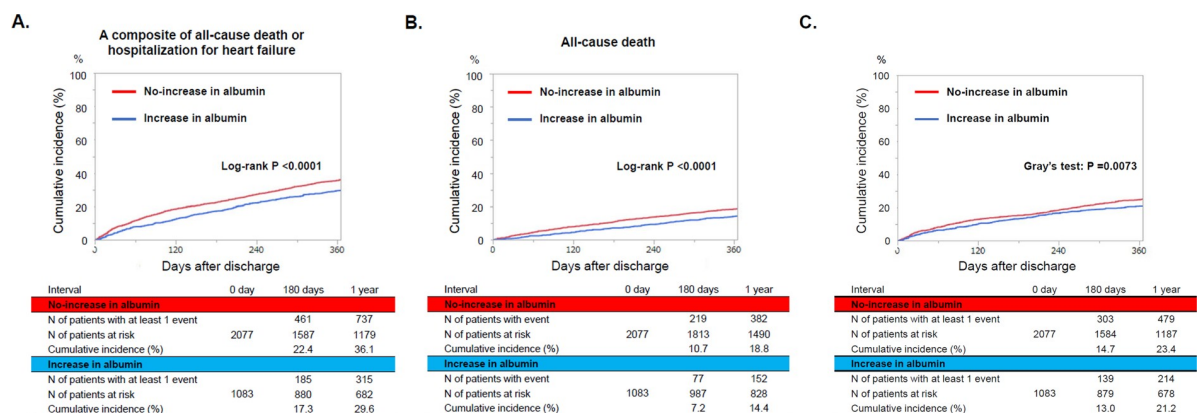 A.
A composite of all-cause death or
hospitalization for heart failure
%
100
80
60
40
20
0
Cumulative incidence (%)
No-increase in albumin
Increase in albumin
Log-rank P <0.0001
0 120 240 360
Days after discharge
Interval 0 day 180 days 1 year
No-increase in albumin
N of patients with at least 1 event 461 737
N of patients at risk 2077 1587 1179
Cumulative incidence (%) 22.4 36.1
Increase in albumin
N of patients with at least 1 event 185 315
N of patients at risk 1083 880 682
Cumulative incidence (%) 17.3 29.6
B.
All-cause death
%
100
80
60
40
20
0
Cumulative incidence (%)
No-increase in albumin
Increase in albumin
Log-rank P <0.0001
0 120 240 360
Days after discharge
Interval 0 day 180 days 1 year
No-increase in albumin
N of patients with event 219 382
N of patients at risk 2077 1813 1490
Cumulative incidence (%) 10.7 18.8
Increase in albumin
N of patients with event 77 152
N of patients at risk 1083 987 828
Cumulative incidence (%) 7.2 14.4
C.
%
100
80
60
40
20
0
Cumulative incidence (%)
No-increase in albumin
Increase in albumin
Gray's test: P =0.0073
0 120 240 360
Days after discharge
Interval 0 day 180 days 1 year
No-increase in albumin
N of patients with at least 1 event 303 479
N of patients at risk 2077 1584 1187
Cumulative incidence (%) 14.7 23.4
Increase in albumin
N of patients with at least 1 event 139 214
N of patients at risk 1083 879 678
Cumulative incidence (%) 13.0 21.2